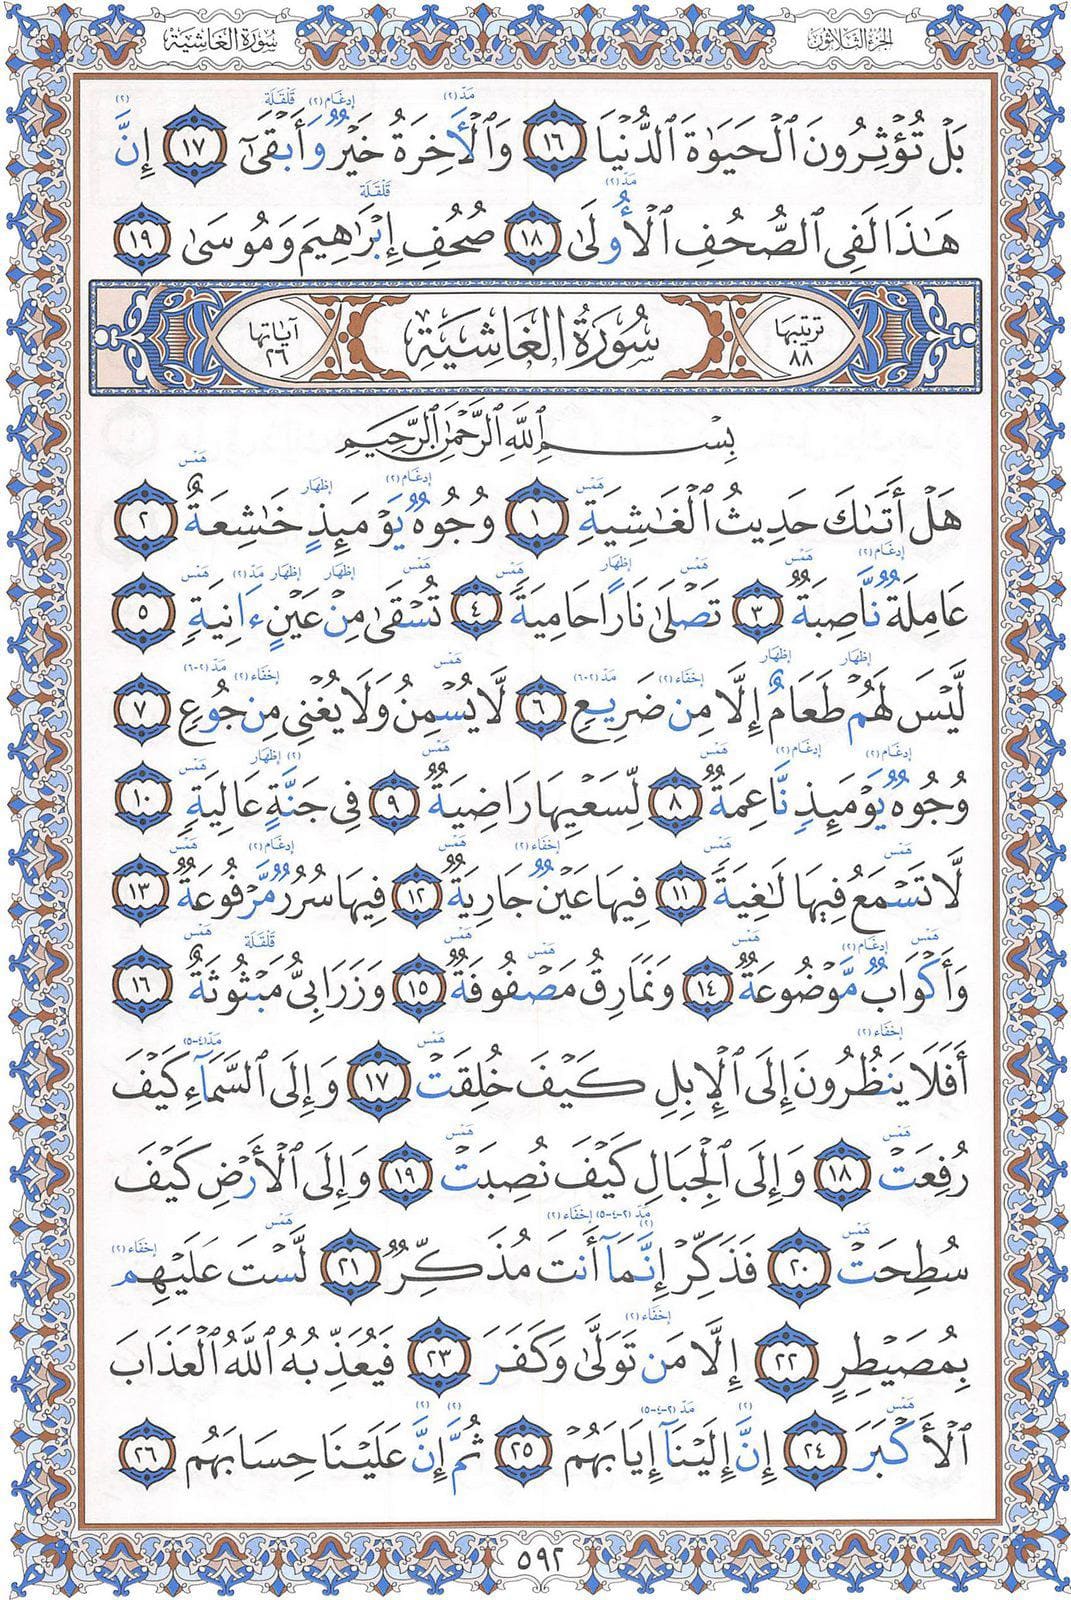 الجزء الثلاثون
سورة الغاشية
بَلْ تُؤْثِرُونَ ٱلْحَيَوٰةَ ٱلدُّنْيَا ١٦ وَٱلْأَخِرَةُ خَيْرٌ وَأَبْقَىٰٓ ١٧ إِنَّ
هَٰذَا لَفِى ٱلصُّحُفِ ٱلْأُولَىٰ ١٨ صُحُفِ إِبْرَٰهِيمَ وَمُوسَىٰ ١٩
ترتيبها ٨٨ سُورَةُ الغَاشِيَةِ آياتها ٢٦
بِسْمِ ٱللَّهِ ٱلرَّحْمَٰنِ ٱلرَّحِيمِ
هَلْ أَتَىٰكَ حَدِيثُ ٱلْغَٰشِيَةِ ١ وُجُوهٌ يَوْمَئِذٍ خَٰشِعَةٌ ٢
عَامِلَةٌ نَّاصِبَةٌ ٣ تَصْلَىٰ نَارًا حَامِيَةً ٤ تُسْقَىٰ مِنْ عَيْنٍ ءَانِيَةٍ ٥
لَّيْسَ لَهُمْ طَعَامٌ إِلَّا مِن ضَرِيعٍ ٦ لَّا يُسْمِنُ وَلَا يُغْنِى مِن جُوعٍ ٧
وُجُوهٌ يَوْمَئِذٍ نَّاعِمَةٌ ٨ لِّسَعْيِهَا رَاضِيَةٌ ٩ فِى جَنَّةٍ عَالِيَةٍ ١٠
لَّا تَسْمَعُ فِيهَا لَٰغِيَةً ١١ فِيهَا عَيْنٌ جَارِيَةٌ ١٢ فِيهَا سُرُرٌ مَّرْفُوعَةٌ ١٣
وَأَكْوَابٌ مَّوْضُوعَةٌ ١٤ وَنَمَارِقُ مَصْفُوفَةٌ ١٥ وَزَرَابِىُّ مَبْثُوثَةٌ ١٦
أَفَلَا يَنظُرُونَ إِلَى ٱلْإِبِلِ كَيْفَ خُلِقَتْ ١٧ وَإِلَى ٱلسَّمَآءِ كَيْفَ
رُفِعَتْ ١٨ وَإِلَى ٱلْجِبَالِ كَيْفَ نُصِبَتْ ١٩ وَإِلَى ٱلْأَرْضِ كَيْفَ
سُطِحَتْ ٢٠ فَذَكِّرْ إِنَّمَآ أَنتَ مُذَكِّرٌ ٢١ لَّسْتَ عَلَيْهِم
بِمُصَيْطِرٍ ٢٢ إِلَّا مَن تَوَلَّىٰ وَكَفَرَ ٢٣ فَيُعَذِّبُهُ ٱللَّهُ ٱلْعَذَابَ
ٱلْأَكْبَرَ ٢٤ إِنَّ إِلَيْنَآ إِيَابَهُمْ ٢٥ ثُمَّ إِنَّ عَلَيْنَا حِسَابَهُم ٢٦
٥٩٢